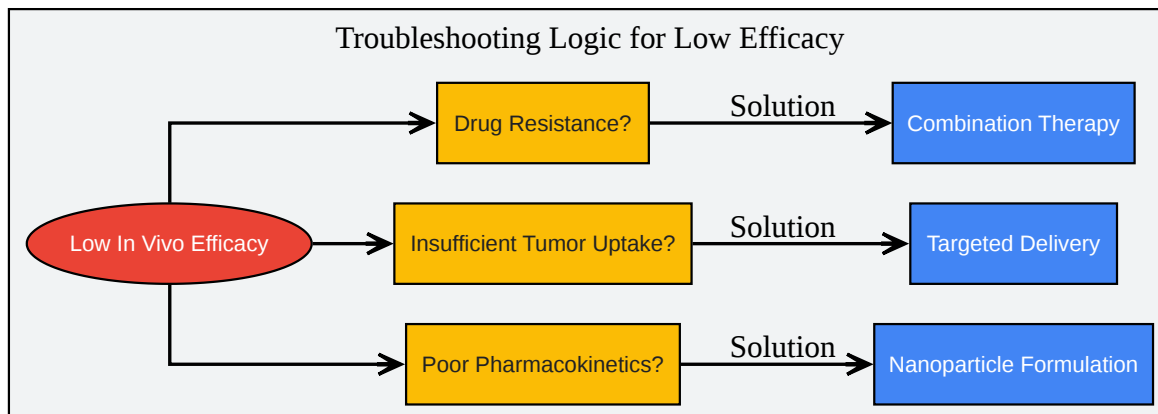 Troubleshooting Logic for Low Efficacy
Drug Resistance?
Solution
Combination Therapy
Low In Vivo Efficacy
Insufficient Tumor Uptake?
Solution
Targeted Delivery
Poor Pharmacokinetics?
Solution
Nanoparticle Formulation